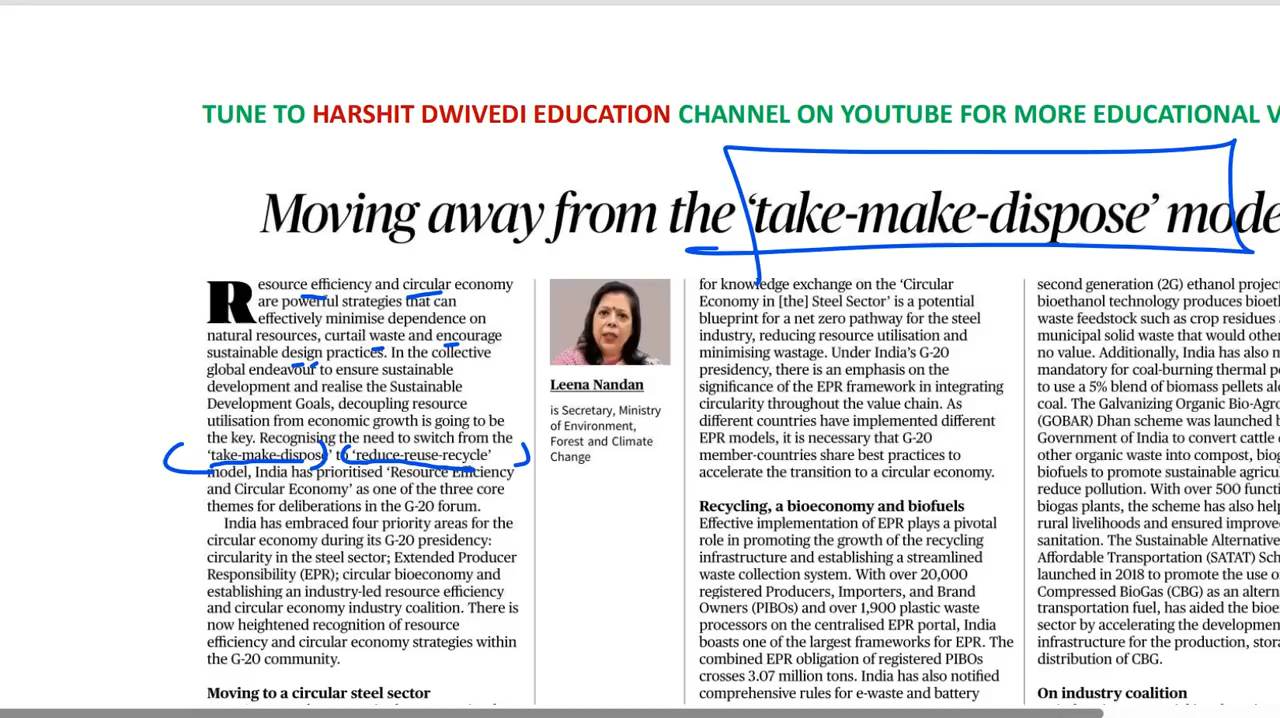 TUNE TO HARSHIT DWIVEDI EDUCATION CHANNEL ON YOUTUBE FOR MORE EDUCATIONAL
Moving away from the ‘take-make-dispose’
Resource efficiency and circular economy
are powerful strategies that can
effectively minimise dependence on
natural resources, curtail waste and encourage
sustainable design practices. In the collective
global endeavour to ensure sustainable
development and realise the Sustainable
Development Goals, decoupling resource
utilisation from economic growth is going to be
the key. Recognising the need to switch from the
‘take-make-dispose’ to ‘reduce-reuse-recycle’
model, India has prioritised ‘Resource Efficiency
and Circular Economy’ as one of the three core
themes for deliberations in the G-20 forum.
India has embraced four priority areas for the
circular economy during its G-20 presidency:
circularity in the steel sector; Extended Producer
Responsibility (EPR); circular bioeconomy and
establishing an industry-led resource efficiency
and circular economy industry coalition. There is
now heightened recognition of resource
efficiency and circular economy strategies within
the G-20 community.
Moving to a circular steel sector
Leena Nandan
is Secretary, Ministry
of Environment,
Forest and Climate
Change
for knowledge exchange on the ‘Circular
Economy in [the] Steel Sector’ is a potential
blueprint for a net zero pathway for the steel
industry, reducing resource utilisation and
minimising wastage. Under India’s G-20
presidency, there is an emphasis on the
significance of the EPR framework in integrating
circularity throughout the value chain. As
different countries have implemented different
EPR models, it is necessary that G-20
member-countries share best practices to
accelerate the transition to a circular economy.
Recycling, a bioeconomy and biofuels
Effective implementation of EPR plays a pivotal
role in promoting the growth of the recycling
infrastructure and establishing a streamlined
waste collection system. With over 20,000
registered Producers, Importers, and Brand
Owners (PIBOs) and over 1,900 plastic waste
processors on the centralised EPR portal, India
boasts one of the largest frameworks for EPR. The
combined EPR obligation of registered PIBOs
crosses 3.07 million tons. India has also notified
comprehensive rules for e-waste and battery
second generation (2G) ethanol
bioethanol technology produces
waste feedstock such as crop residues
municipal solid waste that would
no value. Additionally, India has also
mandatory for coal-burning thermal
to use a 5% blend of biomass pellets
coal. The Galvanizing Organic
(GOBAR) Dhan scheme was launched
Government of India to convert cattle
other organic waste into compost,
biofuels to promote sustainable
reduce pollution. With over 500
biogas plants, the scheme has also
rural livelihoods and ensured
sanitation. The Sustainable
Affordable Transportation (SATAT)
launched in 2018 to promote the use
Compressed BioGas (CBG) as an
transportation fuel, has aided the
sector by accelerating the
infrastructure for the production,
distribution of CBG.
On industry coalition